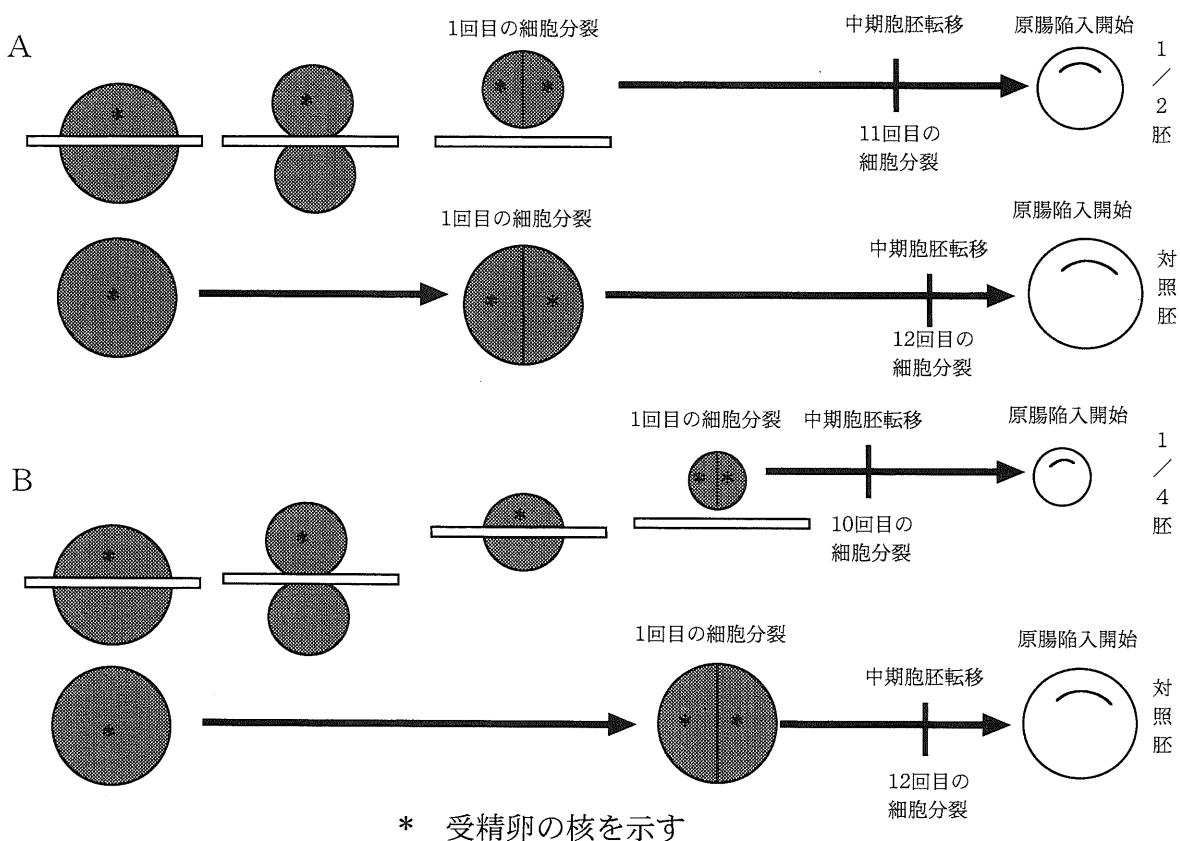 A
1回目の細胞分裂
中期胞胚転移
原腸陥入開始
11回目の
細胞分裂
1/2胚
1回目の細胞分裂
中期胞胚転移
原腸陥入開始
12回目の
細胞分裂
対照胚
B
1回目の細胞分裂
中期胞胚転移
原腸陥入開始
10回目の
細胞分裂
1/4胚
1回目の細胞分裂
中期胞胚転移
原腸陥入開始
12回目の
細胞分裂
対照胚
* 受精卵の核を示す